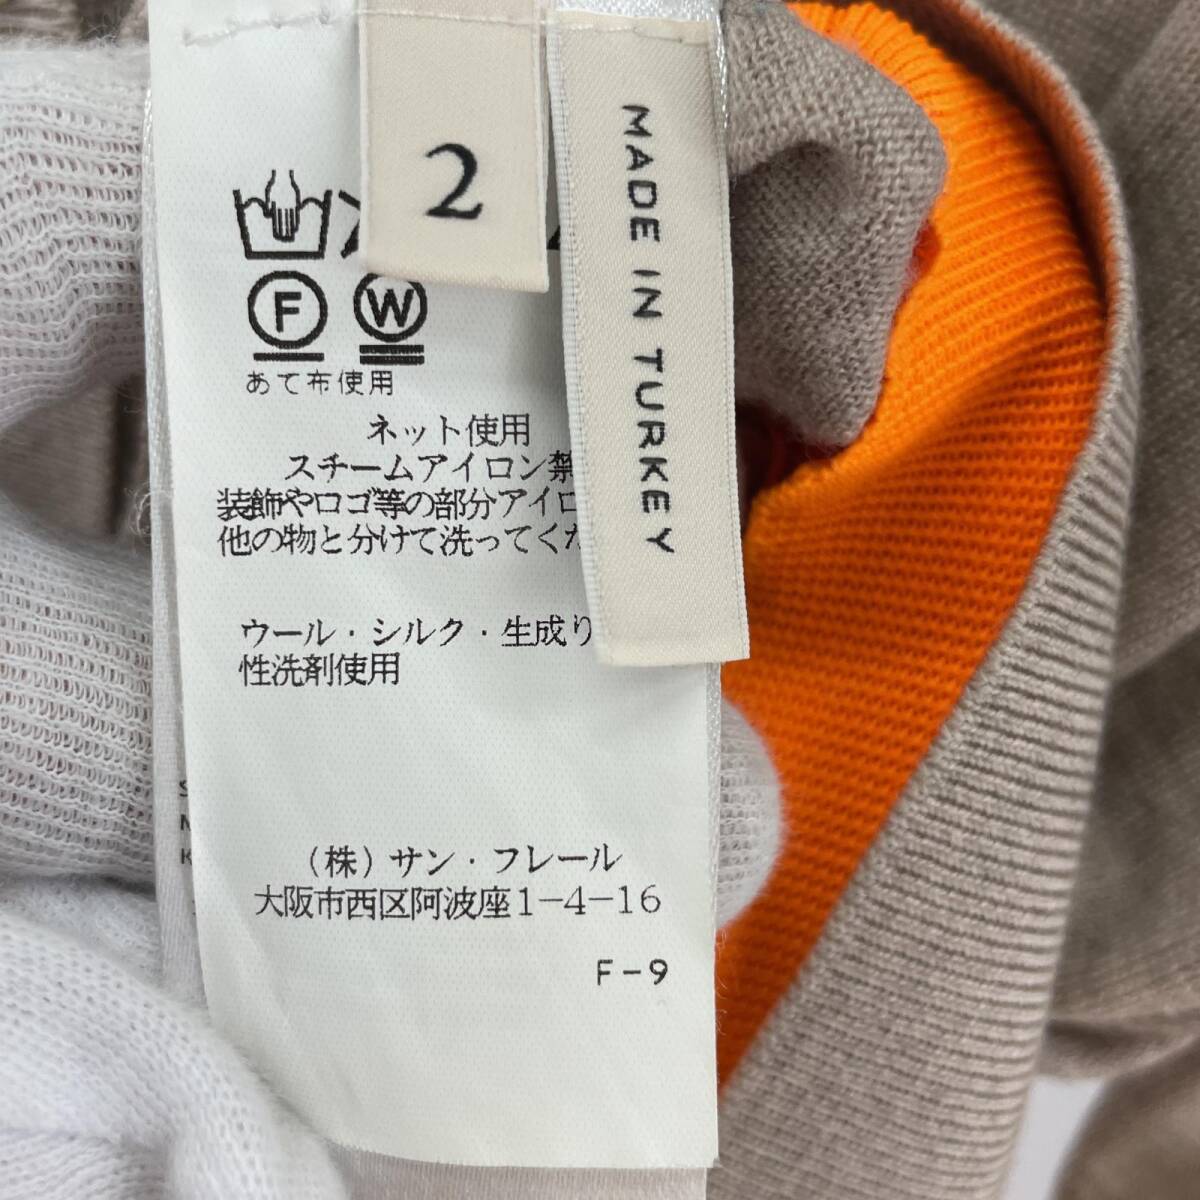 2
MADE IN TURKEY
F W
あて布使用
ネット使用
スチームアイロン禁
装飾やロゴ等の部分アイロ
他の物と分けて洗ってくだ
ウール・シルク・生成り
性洗剤使用
(株)サン・フレール
大阪市西区阿波座1-4-16
F-9